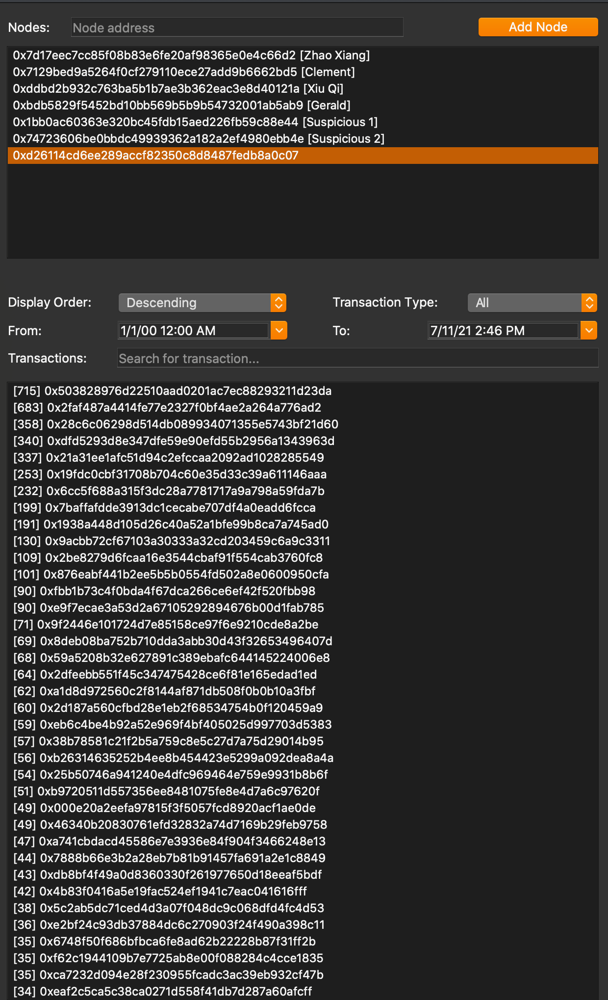 Nodes: Node address Add Node
0x7d17eec7cc85f08b83e6fe20af98365e0e4c66d2 [Zhao Xiang]
0x7129bed9a5264f0cf279110ece27add9b6662bd5 [Clement]
0xddbd2b932c763ba5b1b7ae3b362eac3e8d40121a [Xiu Qi]
0xbdb5829f5452bd10bb569b5b9b54732001ab5ab9 [Gerald]
0x1bb0ac60363e320bc45fdb15aed226fb59c88e44 [Suspicious 1]
0x74723606be0bbdc49939362a182a2ef4980ebb4e [Suspicious 2]
0xd26114cd6ee289accf82350c8d8487fedb8a0c07
Display Order: Descending Transaction Type: All
From: 1/1/00 12:00 AM To: 7/11/21 2:46 PM
Transactions: Search for transaction...
[715] 0x503828976d22510aad0201ac7ec88293211d23da
[683] 0x2faf487a4414fe77e2327f0bf4ae2a264a776ad2
[358] 0x28c6c06298d514db089934071355e5743bf21d60
[340] 0xdfd5293d8e347dfe59e90efd55b2956a1343963d
[337] 0x21a31ee1afc51d94c2efccaa2092ad1028285549
[253] 0x19fdc0cbf31708b704c60e35d33c39a611146aaa
[232] 0x6cc5f688a315f3dc28a7781717a9a798a59fda7b
[199] 0x7baffafdde3913dc1cecabe707df4a0eadd6fcca
[191] 0x1938a448d105d26c40a52a1bfe99b8ca7a745ad0
[130] 0x9acbb72cf67103a30333a32cd203459c6a9c3311
[109] 0x2be8279d6fcaa16e3544cbaf91f554cab3760fc8
[101] 0x876eabf441b2ee5b5b0554fd502a8e0600950cfa
[90] 0xfbb1b73c4f0bda4f67dca266ce6ef42f520fbb98
[90] 0xe9f7ecae3a53d2a67105292894676b00d1fab785
[71] 0x9f2446e101724d7e85158ce97f6e9210cde8a2be
[69] 0x8deb08ba752b710dda3abb30d43f32653496407d
[68] 0x59a5208b32e627891c389ebafc644145224006e8
[64] 0x2dfeebb551f45c347475428ce6f81e165edad1ed
[62] 0xa1d8d972560c2f8144af871db508f0b0b10a3fbf
[60] 0x2d187a560cfbd28e1eb2f68534754b0f120459a9
[59] 0xeb6c4be4b92a52e969f4bf405025d997703d5383
[57] 0x38b78581c21f2b5a759c8e5c27d7a75d29014b95
[56] 0xb26314635252b4ee8b454423e5299a092dea8a4a
[54] 0x25b50746a941240e4dfc969464e759e9931b8b6f
[51] 0xb9720511d557356ee8481075fe8e4d7a6c97620f
[49] 0x000e20a2eefa97815f3f5057fcd8920acf1ae0de
[49] 0x46340b20830761efd32832a74d7169b29feb9758
[47] 0xa741cbdacd45586e7e3936e84f904f3466248e13
[44] 0x7888b66e3b2a28eb7b81b91457fa691a2e1c8849
[43] 0xdb8bf4f49a0d8360330f261977650d18eeaf5bdf
[42] 0x4b83f0416a5e19fac524ef1941c7eac041616fff
[38] 0x5c2ab5dc71ced4d3a07f048dc9c068dfd4fc4d53
[36] 0xe2bf24c93db37884dc6c270903f24f490a398c11
[35] 0x6748f50f686bfbca6fe8ad62b22228b87f31ff2b
[35] 0xf62c1944109b7e7725ab8e00f088284c4cce1835
[35] 0xca7232d094e28f230955fcadc3ac39eb932cf47b
[34] 0xeaf2c5ca5c38ca0271d558f41db7d287a60afcff